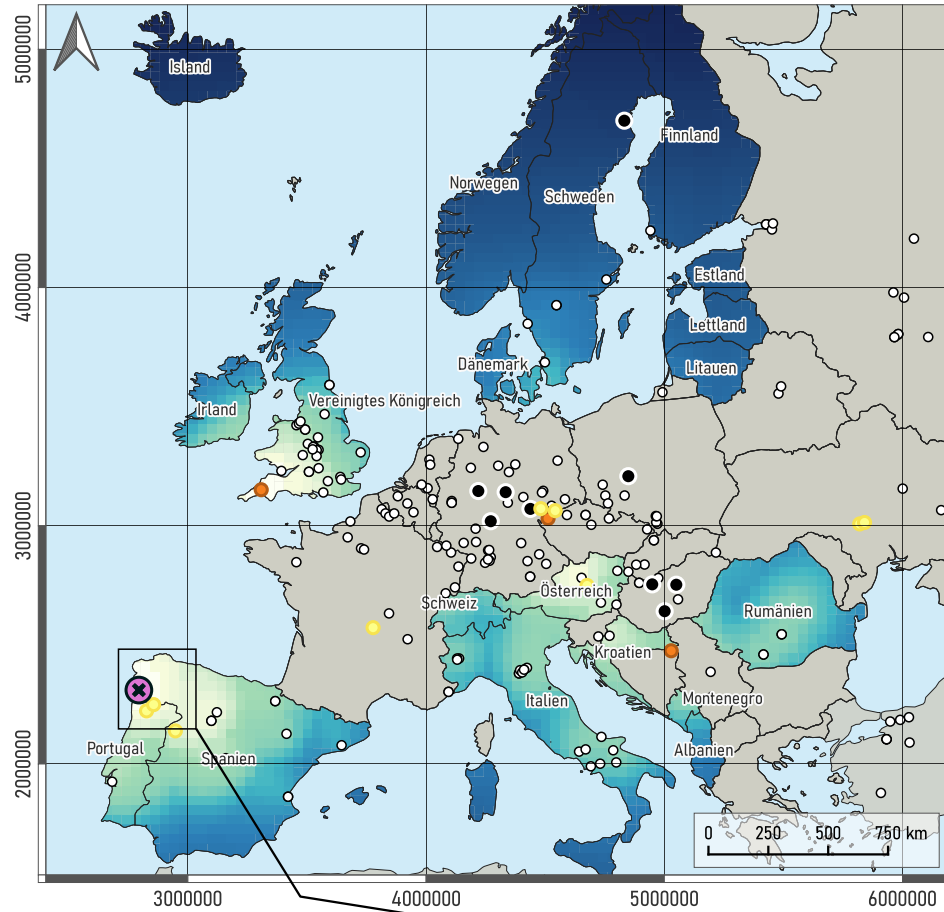 5000000
4000000
3000000
2000000
Island
Finnland
Norwegen
Schweden
Estland
Lettland
Litauen
Dänemark
Vereinigtes Königreich
Irland
Österreich
Schweiz
Rumänien
Kroatien
Italien
Montenegro
Portugal
Spanien
Albanien
0 250 500 750 km
3000000 4000000 5000000 6000000